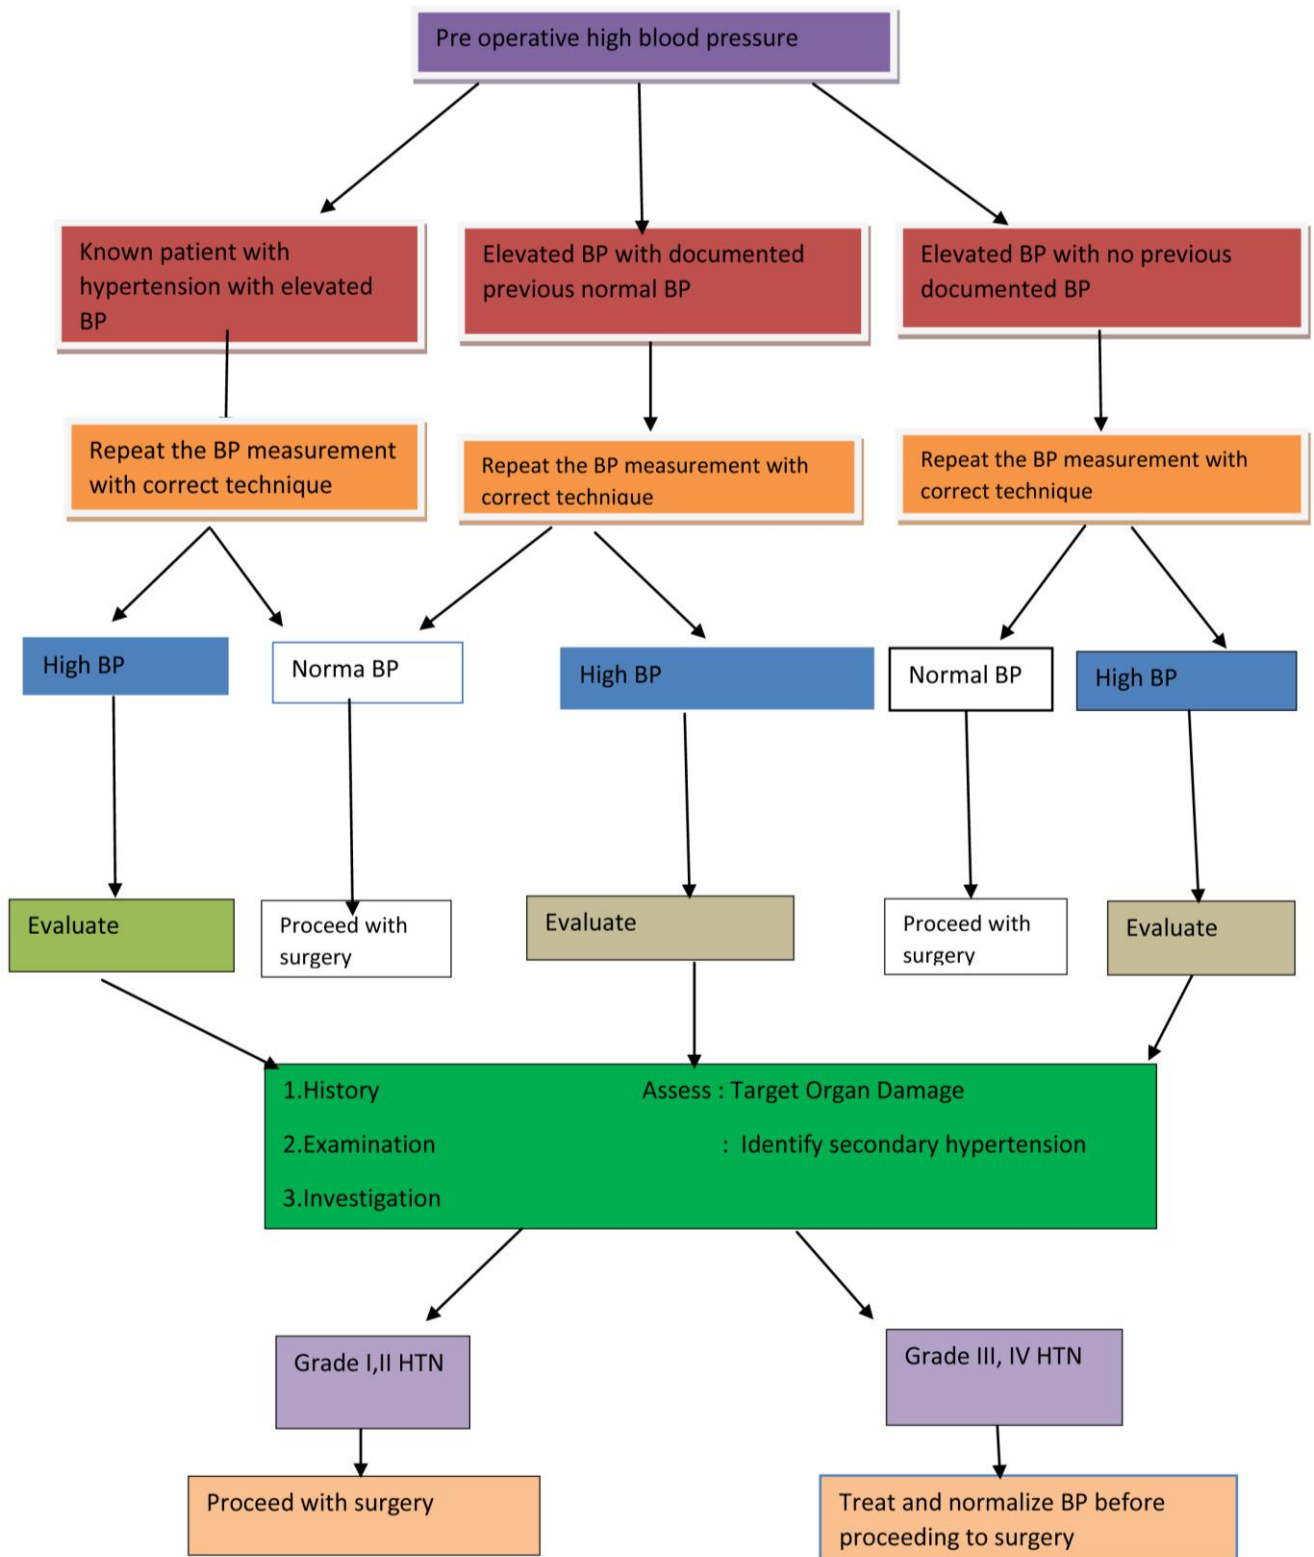 Pre operative high blood pressure
Known patient with
hypertension with elevated
BP
Elevated BP with documented
previous normal BP
Elevated BP with no previous
documented BP
Repeat the BP measurement
with correct technique
Repeat the BP measurement with
correct technique
Repeat the BP measurement with
correct technique
High BP
Norma BP
High BP
Normal BP
High BP
Evaluate
Proceed with
surgery
Evaluate
Proceed with
surgery
Evaluate
1.History Assess : Target Organ Damage
2.Examination : Identify secondary hypertension
3.Investigation
Grade I,II HTN
Grade III, IV HTN
Proceed with surgery
Treat and normalize BP before
proceeding to surgery